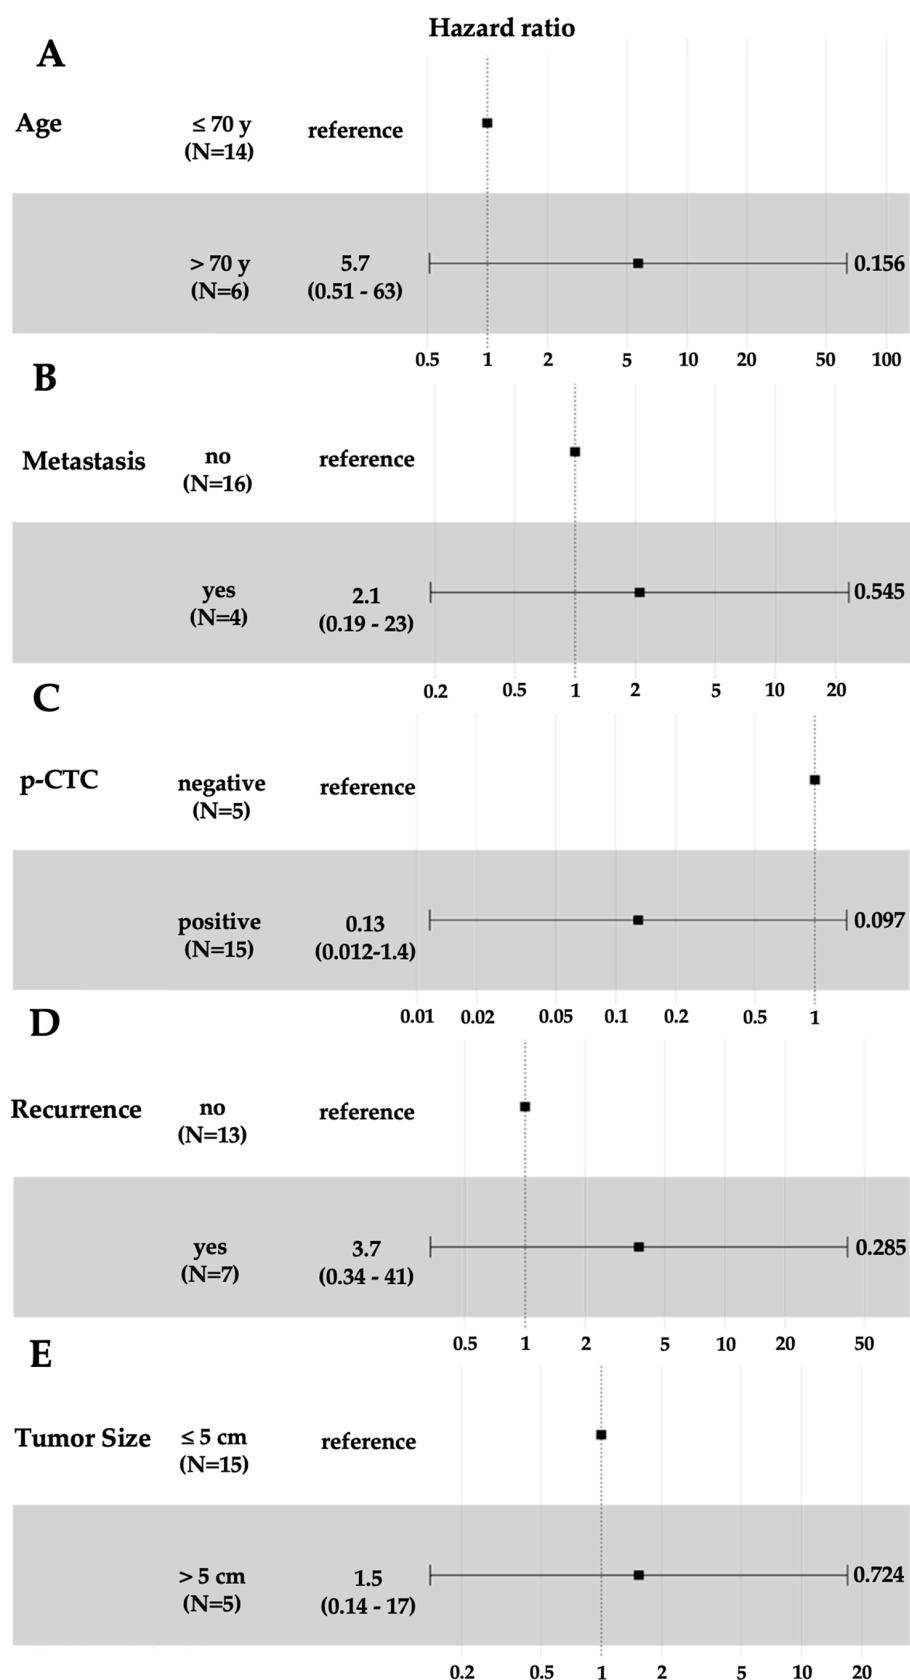 Hazard ratio
A
Age
≤ 70 y
(N=14)
reference
> 70 y
(N=6)
5.7
(0.51 - 63)
0.156
0.5 1 2 5 10 20 50 100
B
Metastasis
no
(N=16)
reference
yes
(N=4)
2.1
(0.19 - 23)
0.545
0.2 0.5 1 2 5 10 20
C
p-CTC
negative
(N=5)
reference
positive
(N=15)
0.13
(0.012-1.4)
0.097
0.01 0.02 0.05 0.1 0.2 0.5 1
D
Recurrence
no
(N=13)
reference
yes
(N=7)
3.7
(0.34 - 41)
0.285
0.5 1 2 5 10 20 50
E
Tumor Size
≤ 5 cm
(N=15)
reference
> 5 cm
(N=5)
1.5
(0.14 - 17)
0.724
0.2 0.5 1 2 5 10 20